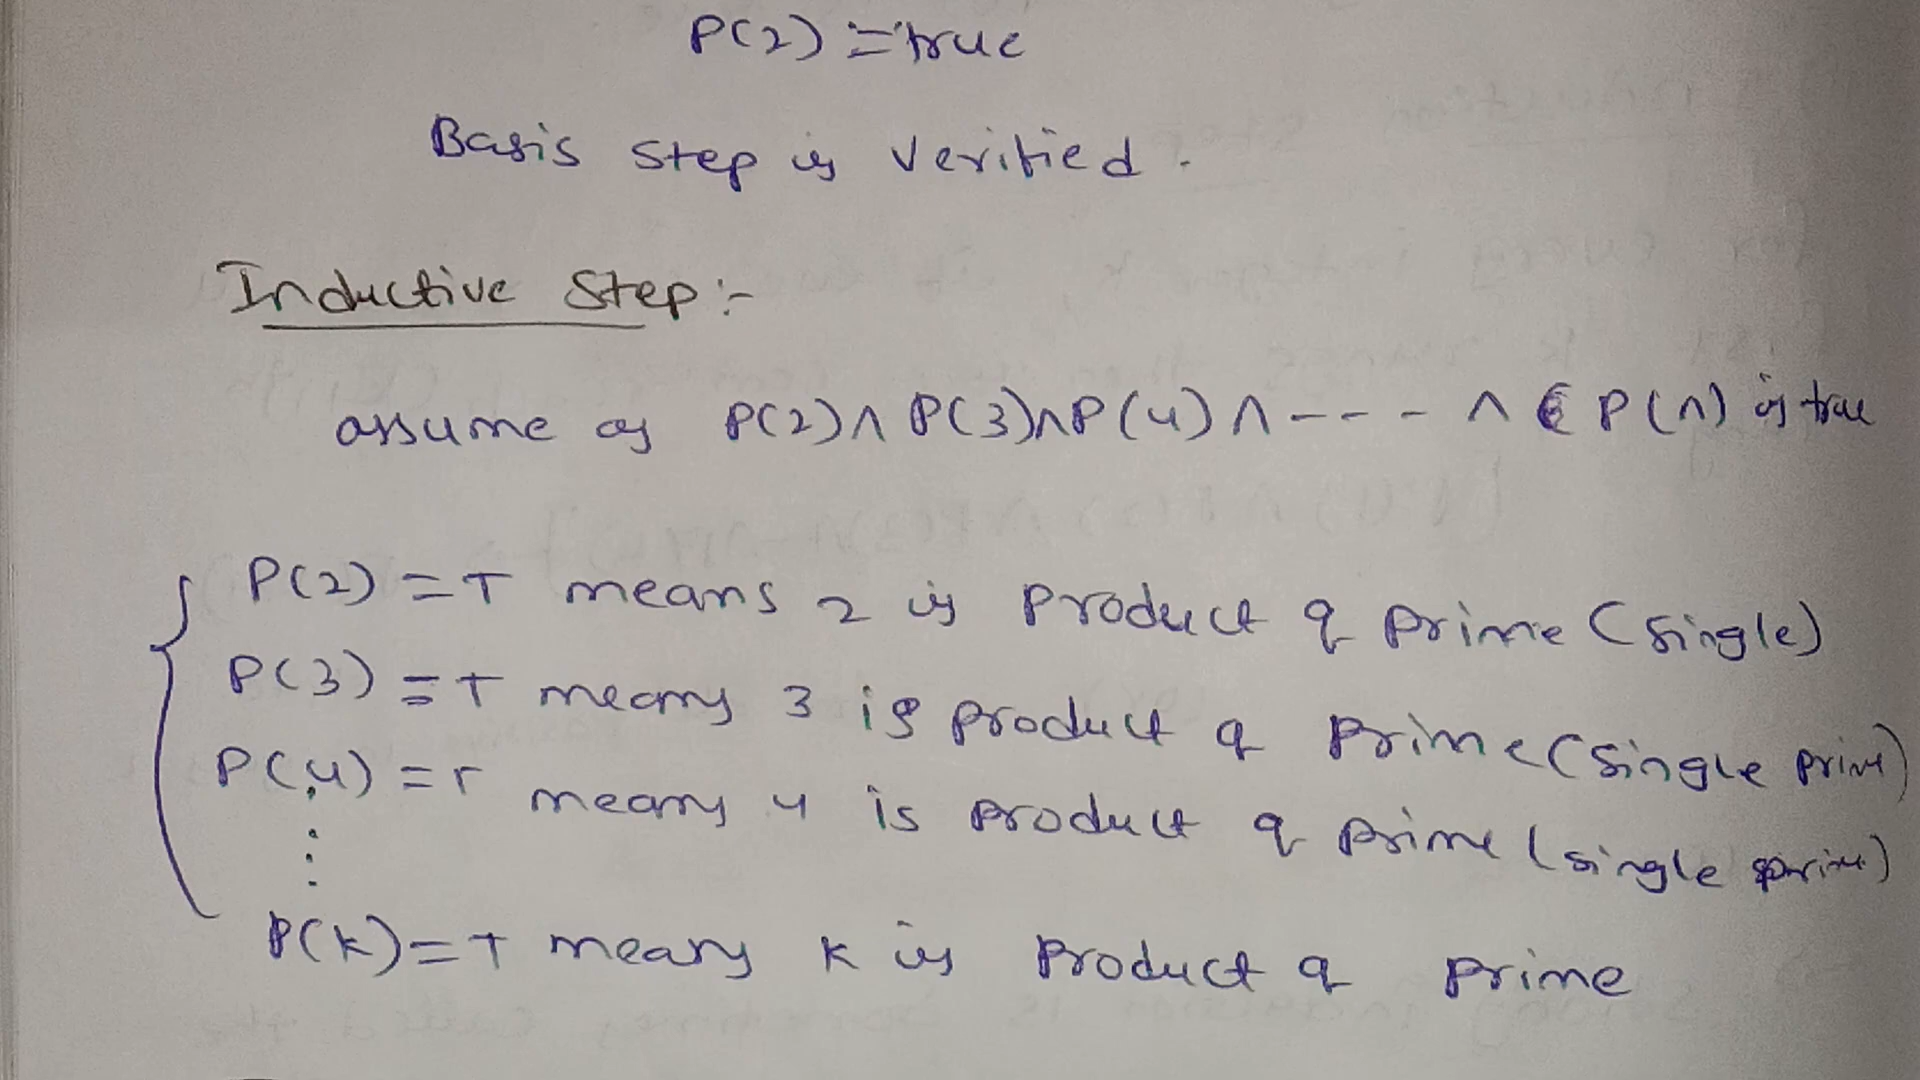 P(2) = true
Basis step is verified.
Inductive Step :-
assume as P(2) ∧ P(3) ∧ P(4) ∧ - - - - ∧ P(n) is true
P(2) = T means 2 is product of prime (single)
P(3) = T means 3 is product of prime (single prime)
P(4) = T means 4 is product of prime (single prime)
⋮
P(k) = T means k is product of prime